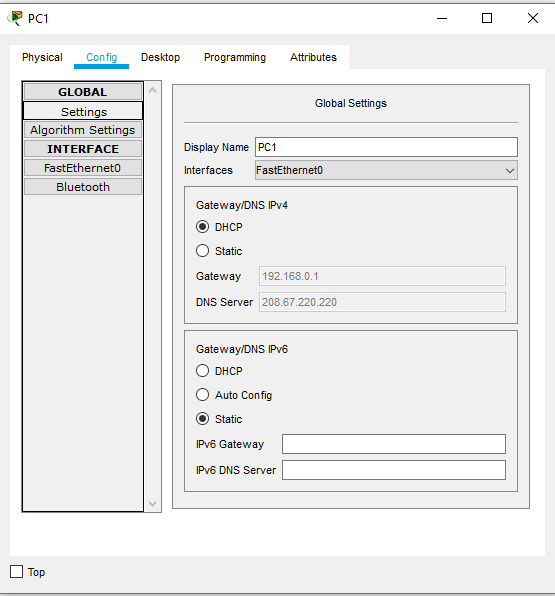 PC1
Physical Config Desktop Programming Attributes
GLOBAL
Settings
Algorithm Settings
INTERFACE
FastEthernet0
Bluetooth
Global Settings
Display Name PC1
Interfaces FastEthernet0
Gateway/DNS IPv4
DHCP
Static
Gateway 192.168.0.1
DNS Server 208.67.220.220
Gateway/DNS IPv6
DHCP
Auto Config
Static
IPv6 Gateway
IPv6 DNS Server
Top